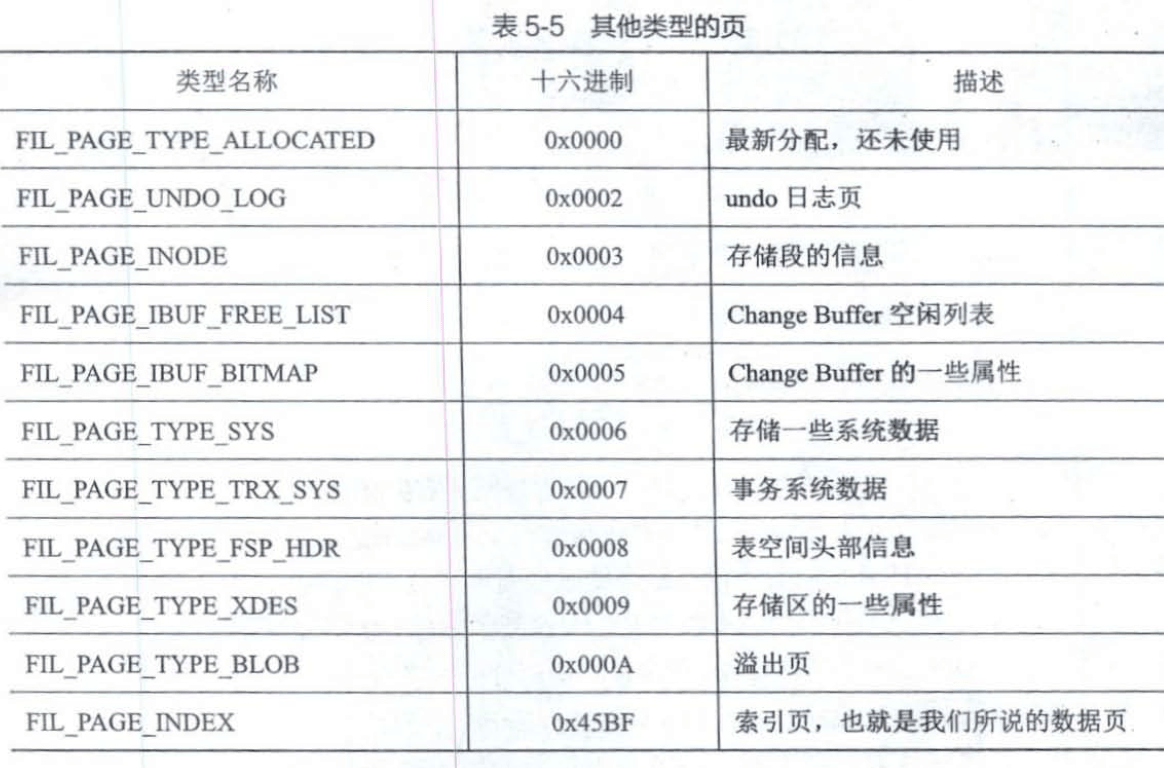 表 5-5 其他类型的页
类型名称 十六进制 描述
FIL_PAGE_TYPE_ALLOCATED 0x0000 最新分配，还未使用
FIL_PAGE_UNDO_LOG 0x0002 undo 日志页
FIL_PAGE_INODE 0x0003 存储段的信息
FIL_PAGE_IBUF_FREE_LIST 0x0004 Change Buffer 空闲列表
FIL_PAGE_IBUF_BITMAP 0x0005 Change Buffer 的一些属性
FIL_PAGE_TYPE_SYS 0x0006 存储一些系统数据
FIL_PAGE_TYPE_TRX_SYS 0x0007 事务系统数据
FIL_PAGE_TYPE_FSP_HDR 0x0008 表空间头部信息
FIL_PAGE_TYPE_XDES 0x0009 存储区的一些属性
FIL_PAGE_TYPE_BLOB 0x000A 溢出页
FIL_PAGE_INDEX 0x45BF 索引页，也就是我们所说的数据页